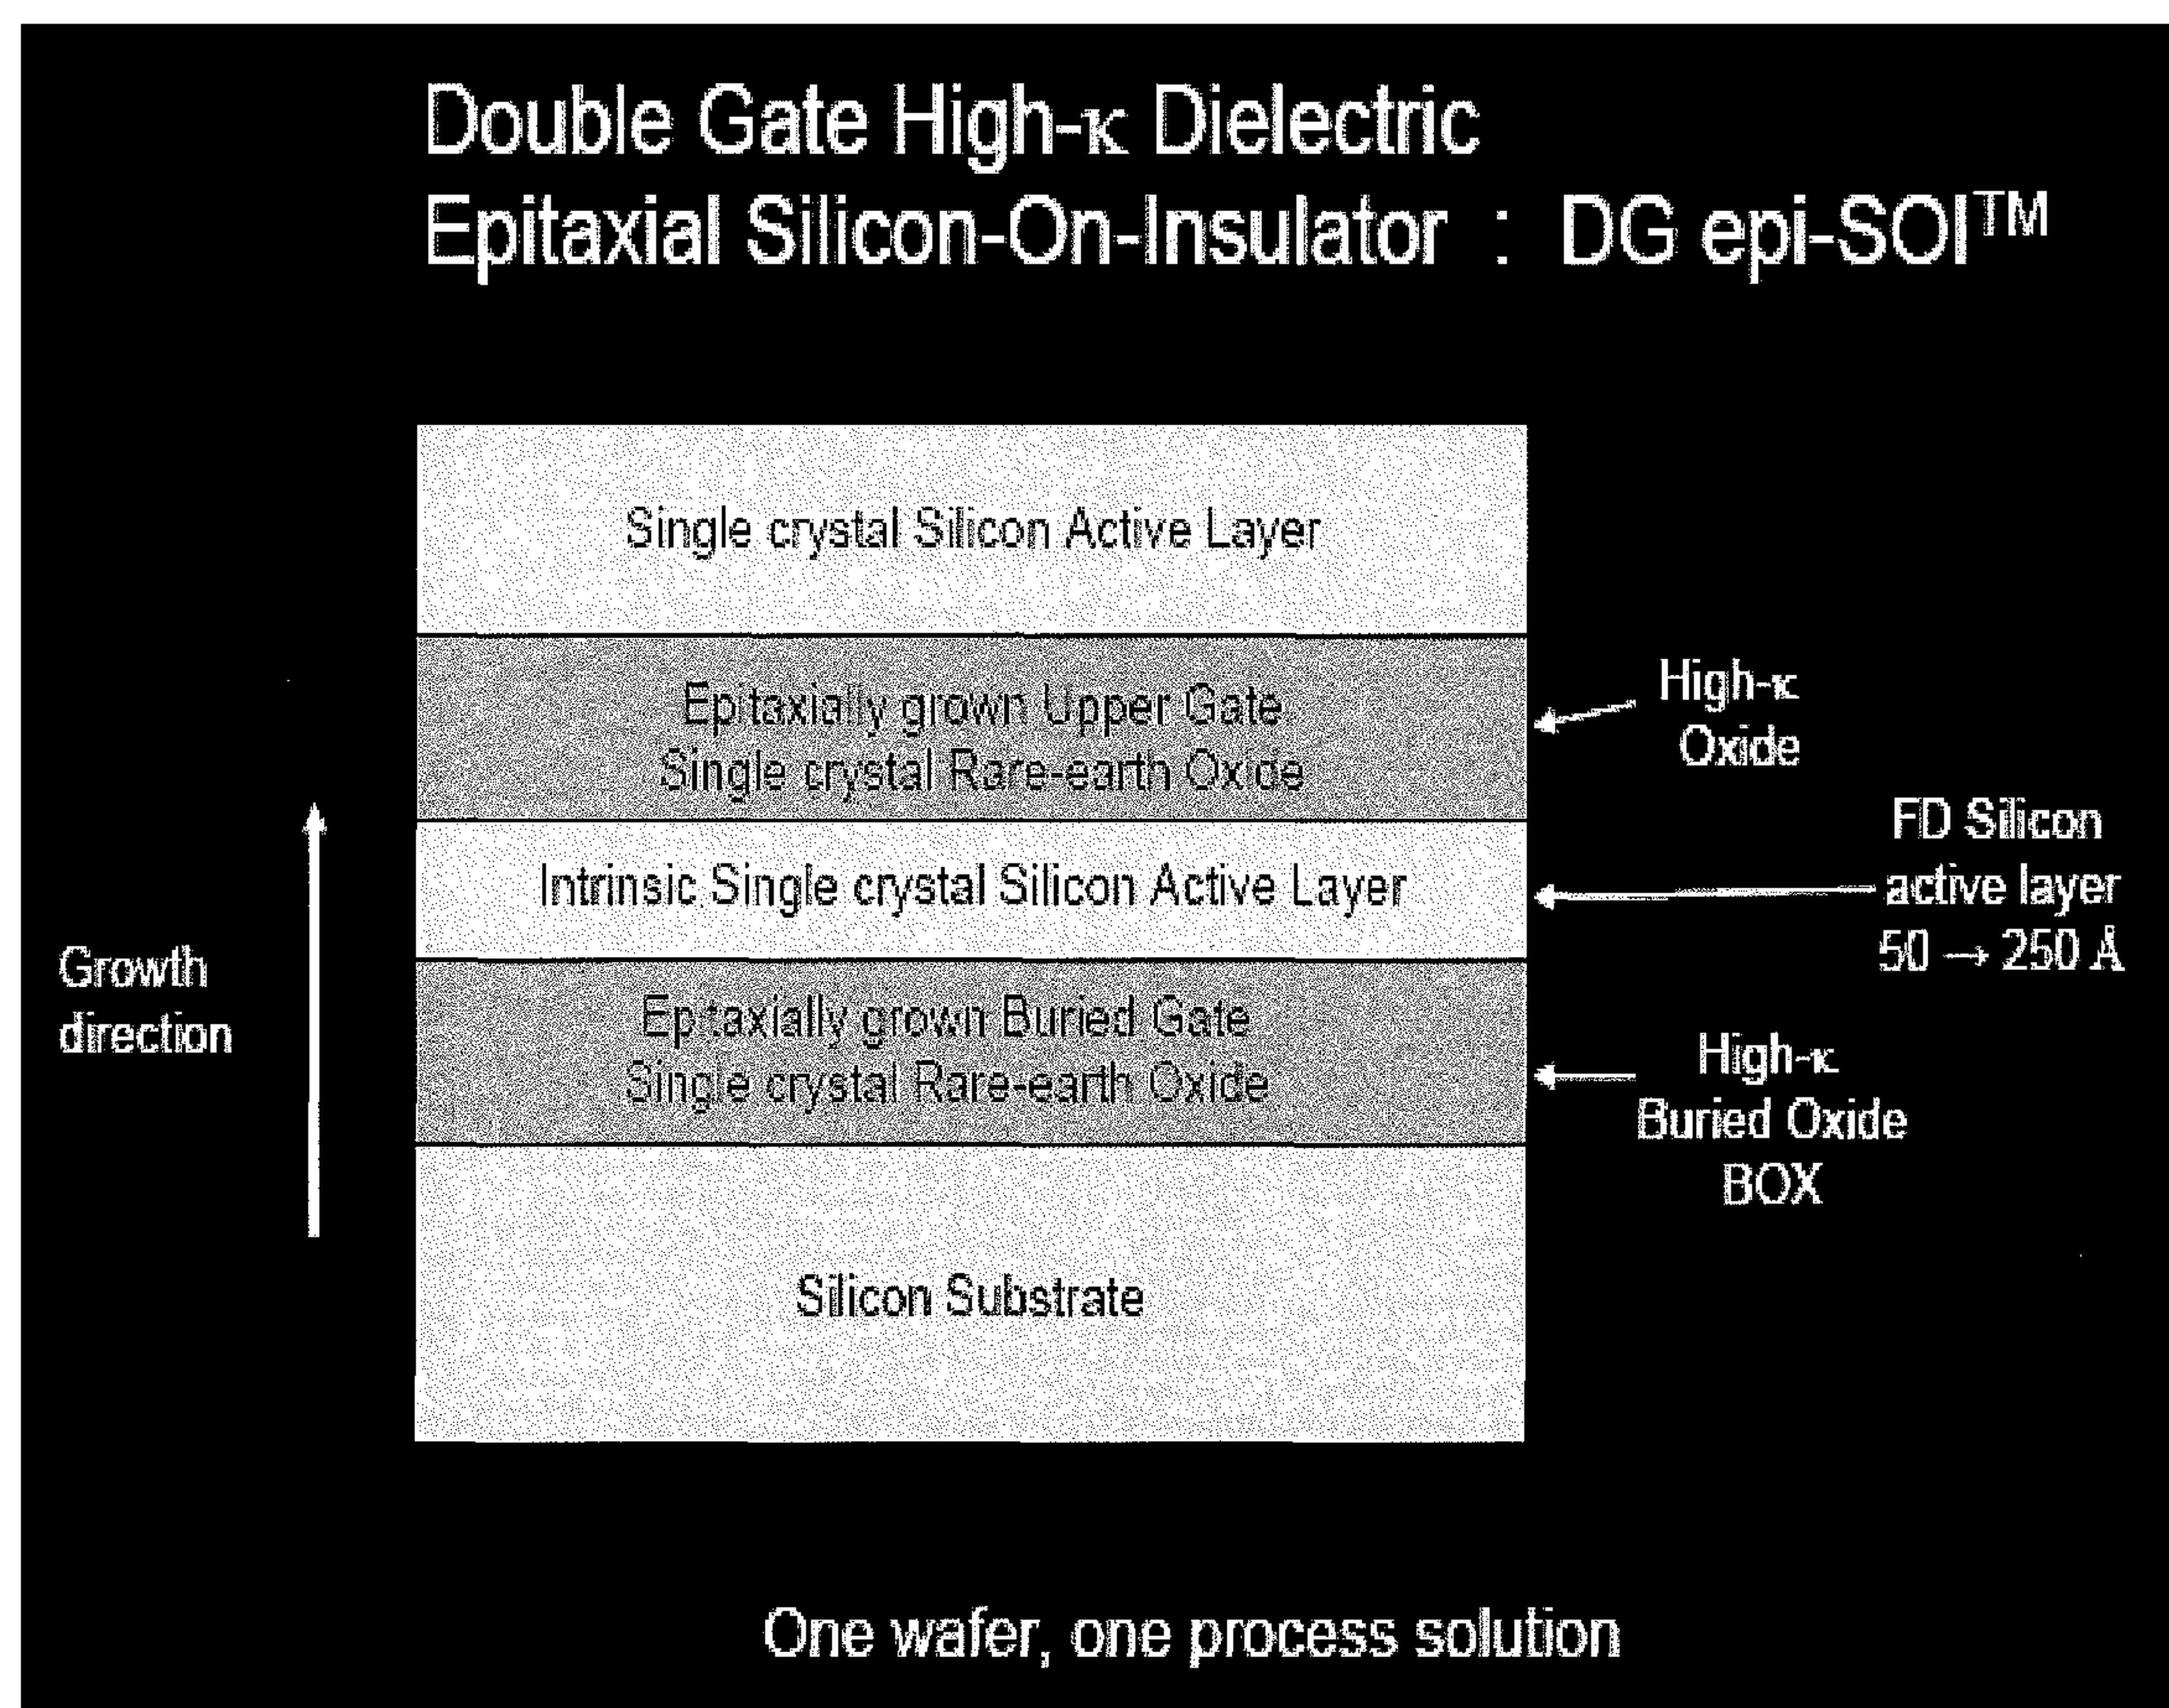 Double Gate High-κ Dielectric
Epitaxial Silicon-On-Insulator : DG epi-SOI™
Single crystal Silicon Active Layer
Epitaxially grown Upper Gate
Single crystal Rare-earth Oxide
High-κ
Oxide
Intrinsic Single crystal Silicon Active Layer
FD Silicon
active layer
50 → 250 Å
Growth
direction
Epitaxially grown Buried Gate
Single crystal Rare-earth Oxide
High-κ
Buried Oxide
BOX
Silicon Substrate
One wafer, one process solution